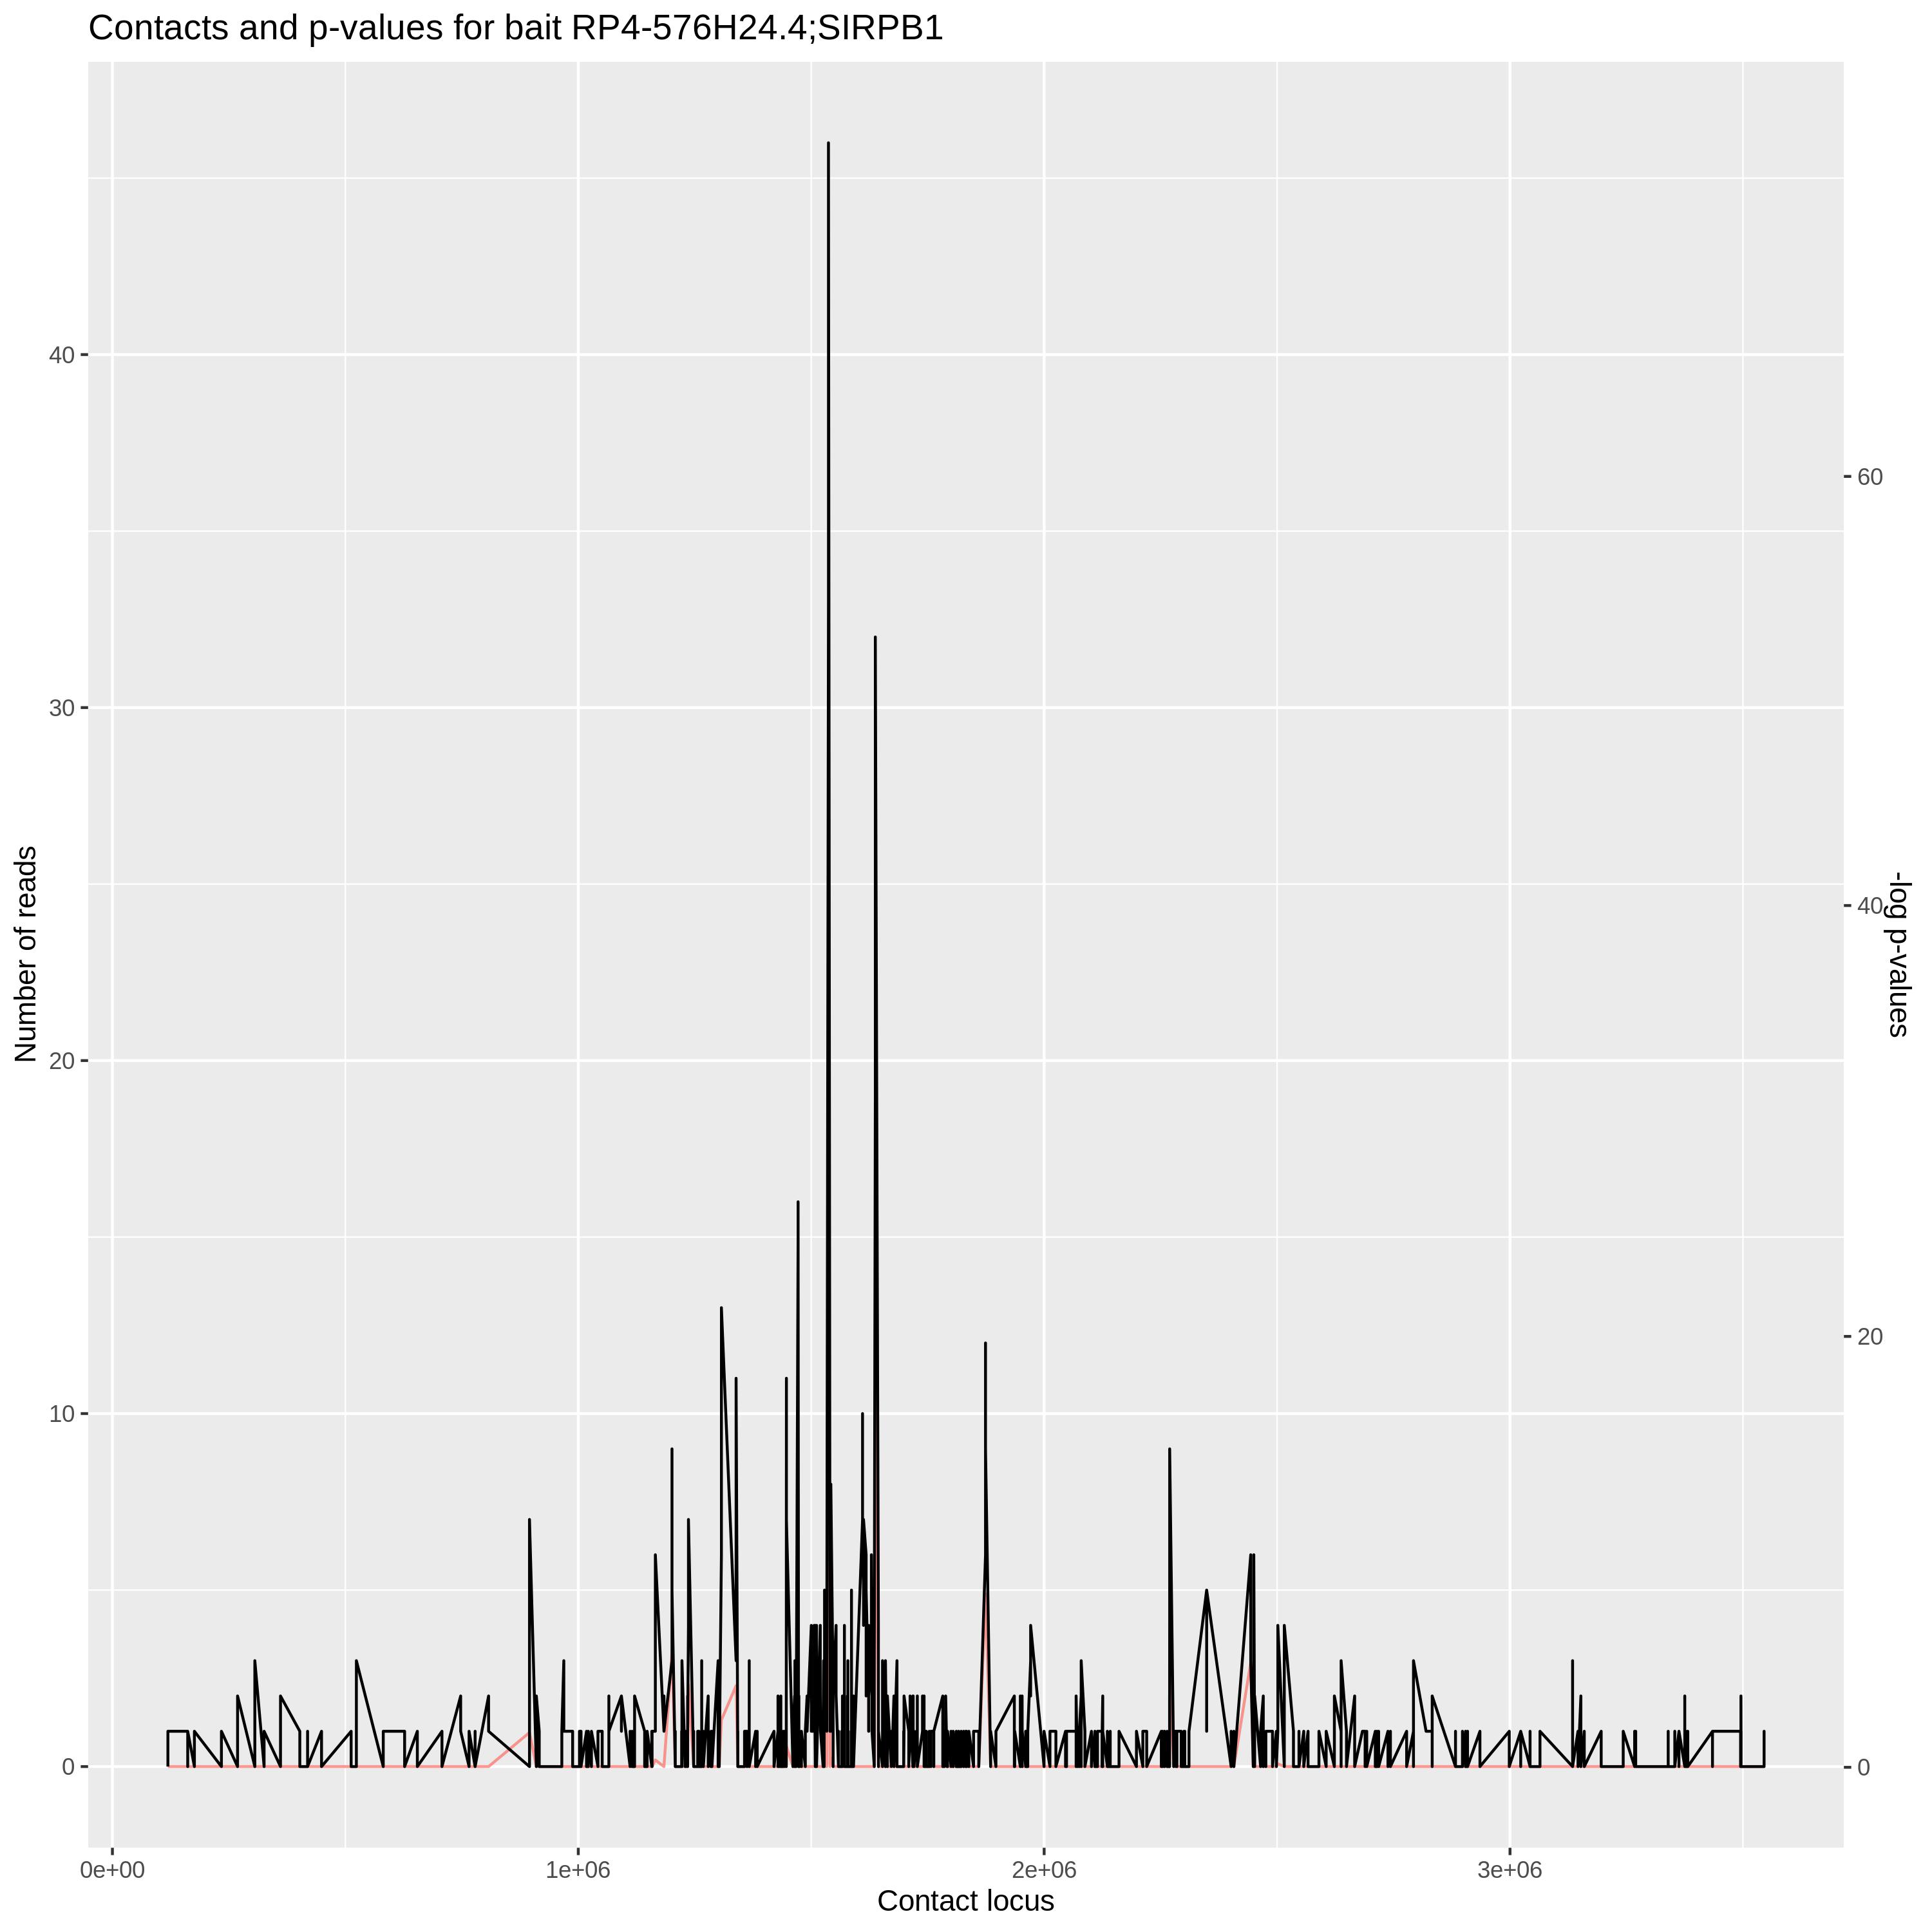 Contacts and p-values for bait RP4-576H24.4;SIRPB1
40
30
20
10
0
Number of reads
60
40
20
0
-log p-values
0e+00
1e+06
2e+06
3e+06
Contact locus